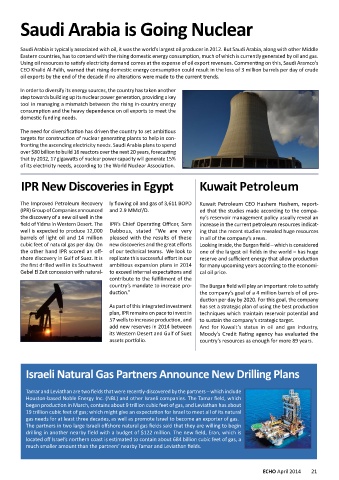 Saudi Arabia is Going Nuclear
Saudi Arabia is typically associated with oil, it was the world's largest oil producer in 2012. But Saudi Arabia, along with other Middle
Eastern countries, has to contend with the rising domestic energy consumption, much of which is currently generated by oil and gas.
Using oil resources to satisfy electricity demand comes at the expense of oil export revenues. Commenting on this, Saudi Aramco's
CEO Khalid Al-Falih, warned that rising domestic energy consumption could result in the loss of 3 million barrels per day of crude
oil exports by the end of the decade if no alterations were made to the current trends.
In order to diversify its energy sources, the country has taken another
step towards building up its nuclear power generation, providing a key
tool in managing a mismatch between the rising in-country energy
consumption and the heavy dependence on oil exports to meet the
domestic funding needs.
The need for diversification has driven the country to set ambitious
targets for construction of nuclear generating plants to help in con-
fronting the ascending electricity needs. Saudi Arabia plans to spend
over $80 billion to build 16 reactors over the next 20 years, forecasting
that by 2032, 17 gigawatts of nuclear power capacity will generate 15%
of its electricity needs, according to the World Nuclear Association.
IPR New Discoveries in Egypt
The Improved Petroleum Recovery
(IPR) Group of Companies announced
the discovery of a new oil well in the
field of Yidma in Western Desert. The
well is expected to produce 12,000
barrels of light oil and 14 million
cubic feet of natural gas per day. On
the other hand IPR scored an off-
shore discovery in Gulf of Suez. It is
the first drilled well in its Southwest
Gebel El Zeit concession with natural-
ly flowing oil and gas of 3,611 BOPD
and 2.9 MMcf/D.
IPR's Chief Operating Officer, Sam
Dabbous, stated "We are very
pleased with the results of these
new discoveries and the great efforts
of our technical teams. We look to
replicate this successful effort in our
ambitious expansion plans in 2014
to exceed internal expectations and
contribute to the fulfillment of the
country's mandate to increase pro-
duction."
As part of this integrated investment
plan, IPR remains on pace to invest in
17 wells to increase production, and
add new reserves in 2014 between
its Western Desert and Gulf of Suez
assets portfolio.
Kuwait Petroleum
Kuwait Petroleum CEO Hashem Hashem, report-
ed that the studies made according to the compa-
ny's reservoir management policy usually reveal an
increase in the current petroleum resources indicat-
ing that the recent studies revealed huge resources
in all of the company's areas.
Looking inside, the Burgan field – which is considered
one of the largest oil fields in the world – has huge
reserve and sufficient energy that allow production
for many upcoming years according to the economi-
cal oil price.
The Burgan field will play an important role to satisfy
the company's goal of a 4 million barrels of oil pro-
duction per day by 2020. For this goal, the company
has set a strategic plan of using the best production
techniques which maintain reservoir potential and
to sustain the company's strategic target.
And for Kuwait's status in oil and gas industry,
Moody's Credit Rating agency has evaluated the
country's resources as enough for more 89 years.
Israeli Natural Gas Partners Announce New Drilling Plans
Tamar and Leviathan are two fields that were recently discovered by the partners – which include
Houston-based Noble Energy Inc. (NBL) and other Israeli companies. The Tamar field, which
began production in March, contains about 9 trillion cubic feet of gas, and Leviathan has about
19 trillion cubic feet of gas; which might give an expectation for Israel to meet all of its natural
gas needs for at least three decades, as well as promote Israel to become an exporter of gas.
The partners in two large Israeli offshore natural gas fields said that they are willing to begin
drilling in another nearby field with a budget of $122 million. The new field, Eran, which is
located off Israel's northern coast is estimated to contain about 684 billion cubic feet of gas, a
much smaller amount than the partners' nearby Tamar and Leviathan fields.
ECHO April 2014 21